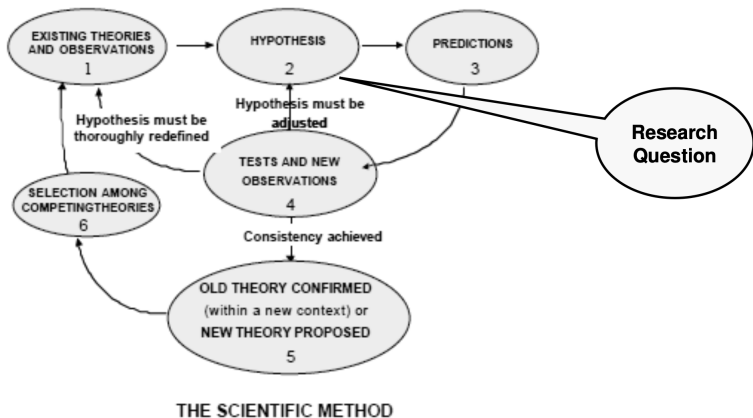 EXISTING THEORIES
AND OBSERVATIONS
1
HYPOTHESIS
2
PREDICTIONS
3
Hypothesis must be
thoroughly redefined
Hypothesis must be
adjusted
Research
Question
TESTS AND NEW
OBSERVATIONS
4
SELECTION AMONG
COMPETINGTHEORIES
6
Consistency achieved
OLD THEORY CONFIRMED
(within a new context) or
NEW THEORY PROPOSED
5
THE SCIENTIFIC METHOD